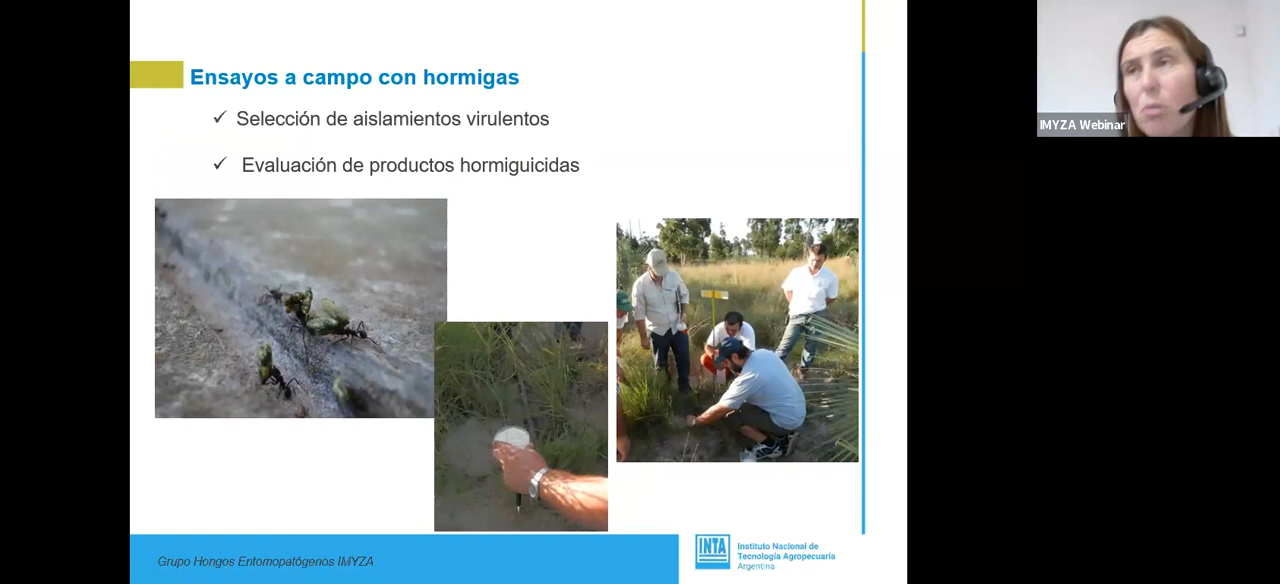 Ensayos a campo con hormigas
✓ Selección de aislamientos virulentos
✓ Evaluación de productos hormiguicidas
IMYZA Webinar
Grupo Hongos Entomopatógenos IMYZA
INTA
Instituto Nacional de
Tecnología Agropecuaria
Argentina